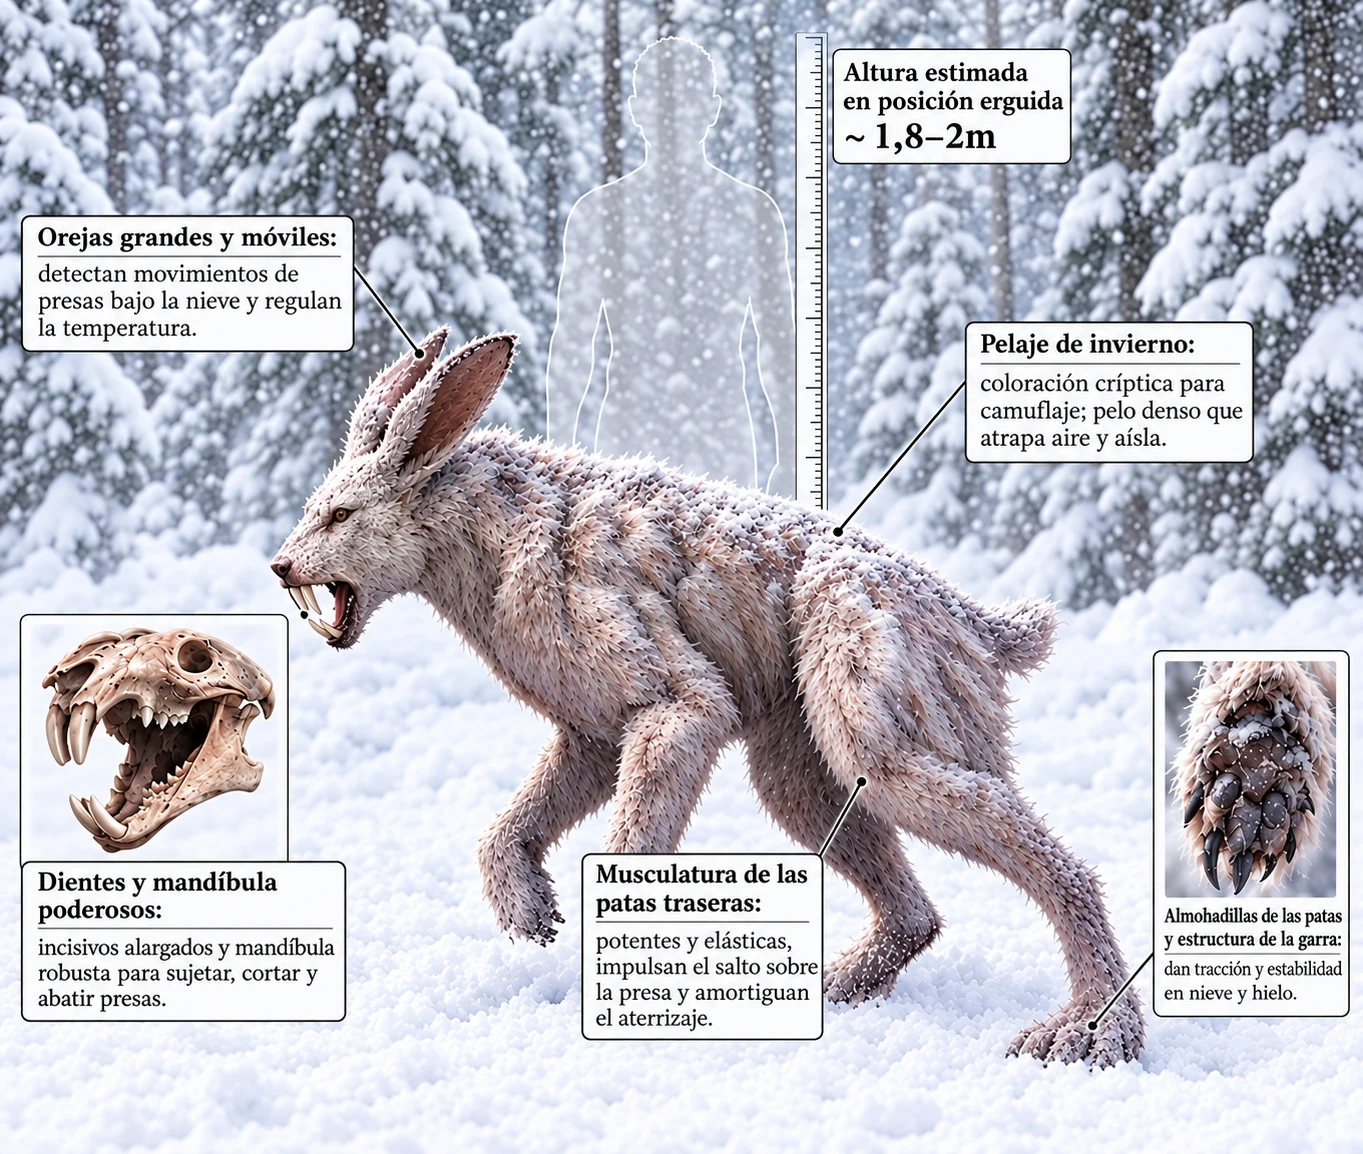 Altura estimada
en posición erguida
~ 1,8–2m
Orejas grandes y móviles:
detectan movimientos de
presas bajo la nieve y regulan
la temperatura.
Pelaje de invierno:
coloración críptica para
camuflaje; pelo denso que
atrapa aire y aísla.
Dientes y mandíbula
poderosos:
incisivos alargados y mandíbula
robusta para sujetar, cortar y
abatir presas.
Musculatura de las
patas traseras:
potentes y elásticas,
impulsan el salto sobre
la presa y amortiguan
el aterrizaje.
Almohadillas de las patas
y estructura de la garra:
dan tracción y estabilidad
en nieve y hielo.